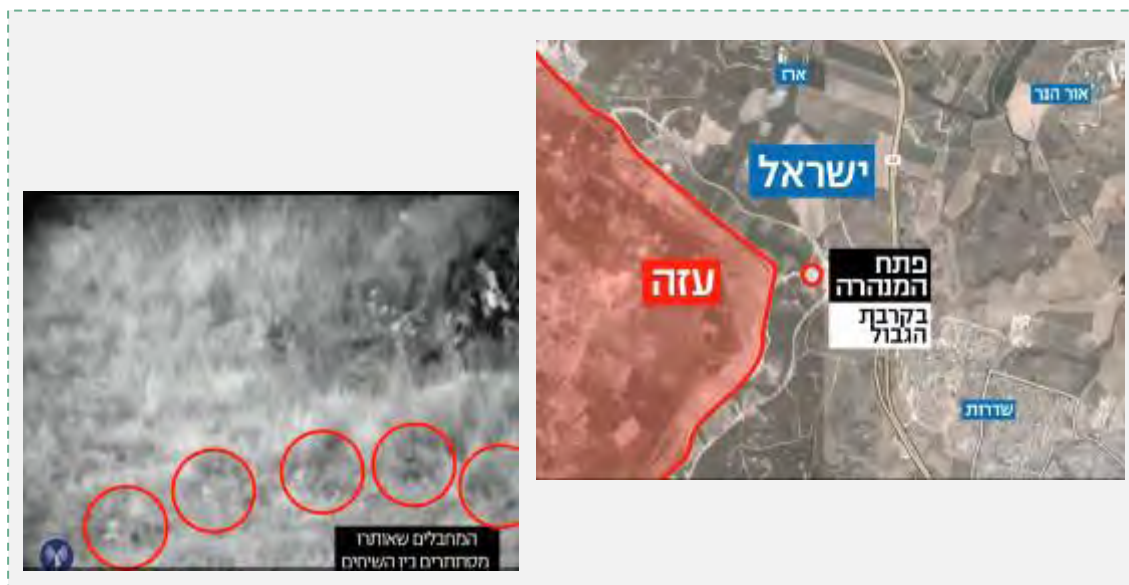 ארז
אור הנר
ישראל
עזה
פתח
המנהרה
בקרבת
הגבול
שדרות
המחבלים שאותרו
מסתתרים בין השיחים